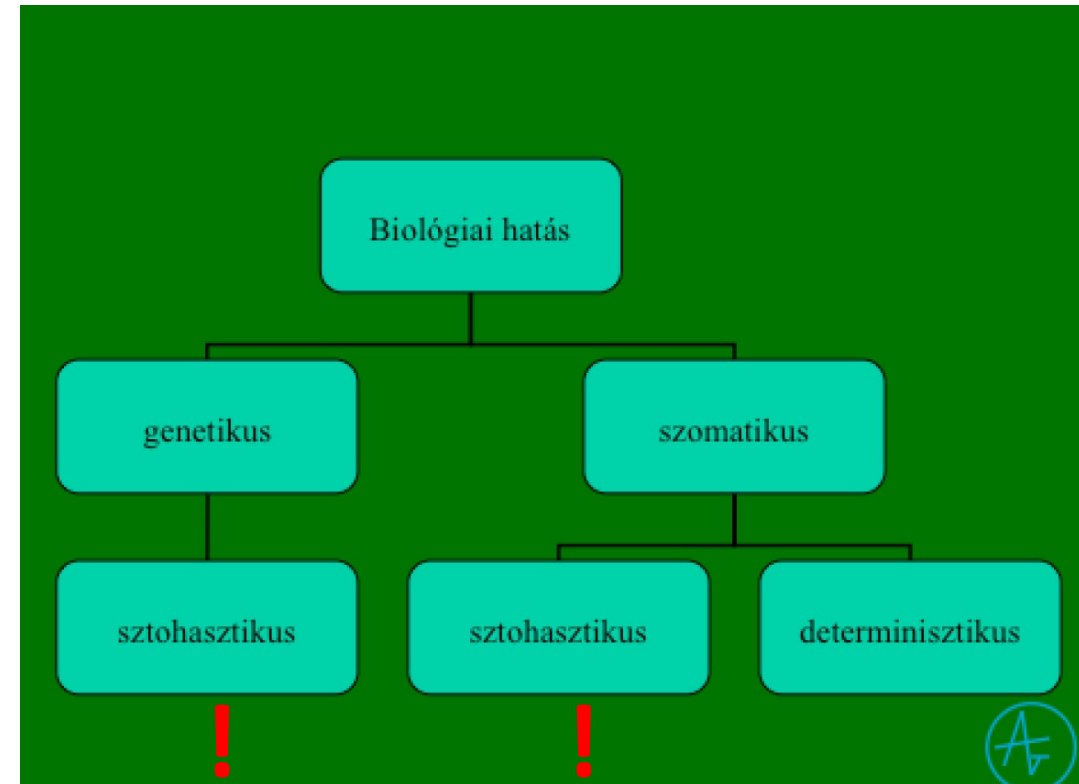 Biológiai hatás
genetikus
szomatikus
sztohasztikus
sztohasztikus
determinisztikus
!
!